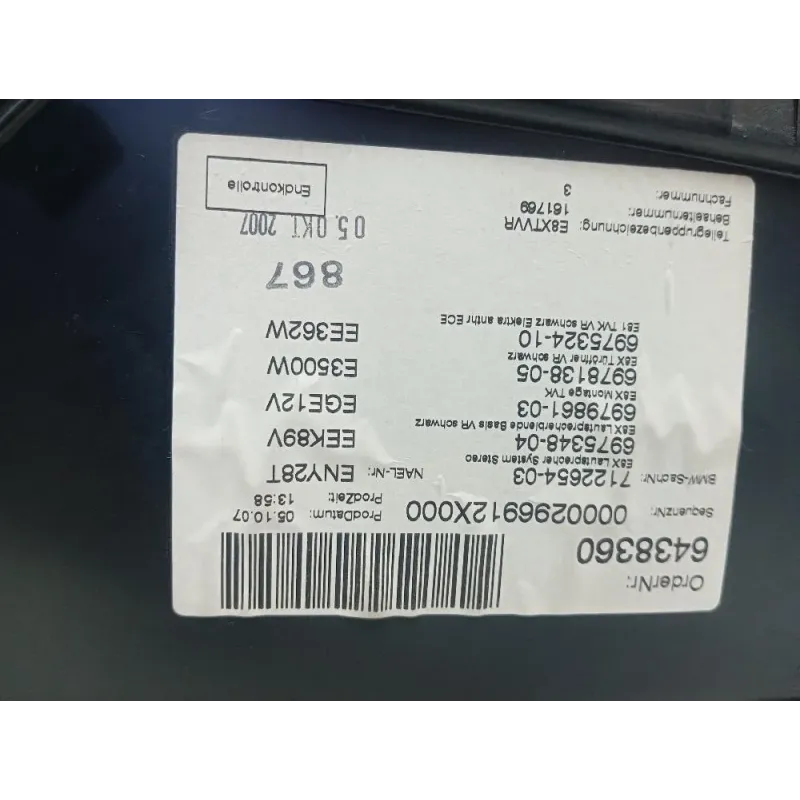 OrderNr: 6438360
SequenzNr: 0000296912X000 ProdDatum: 05.10.07
ProdZeit: 13:58
BMW-SachNr: 7122654-03 NAEL-Nr: ENY28T
E8X Lautsprecher System Stereo
6975348-04 EEK89V
E8X Lautsprecherblende Basis VR schwarz
6979861-03 EGE12V
E8X Montage TVK
6978138-05 E3500W
E8X Türöffner VR schwarz
6975324-10 EE362W
E81 TVK VR schwarz Elektra anthr ECE
867
Teilegruppenbezeichnung: E8XTVVR
Behaelternummer: 161769
Fachnummer: 3
05. OKT 2007
Endkontrolle